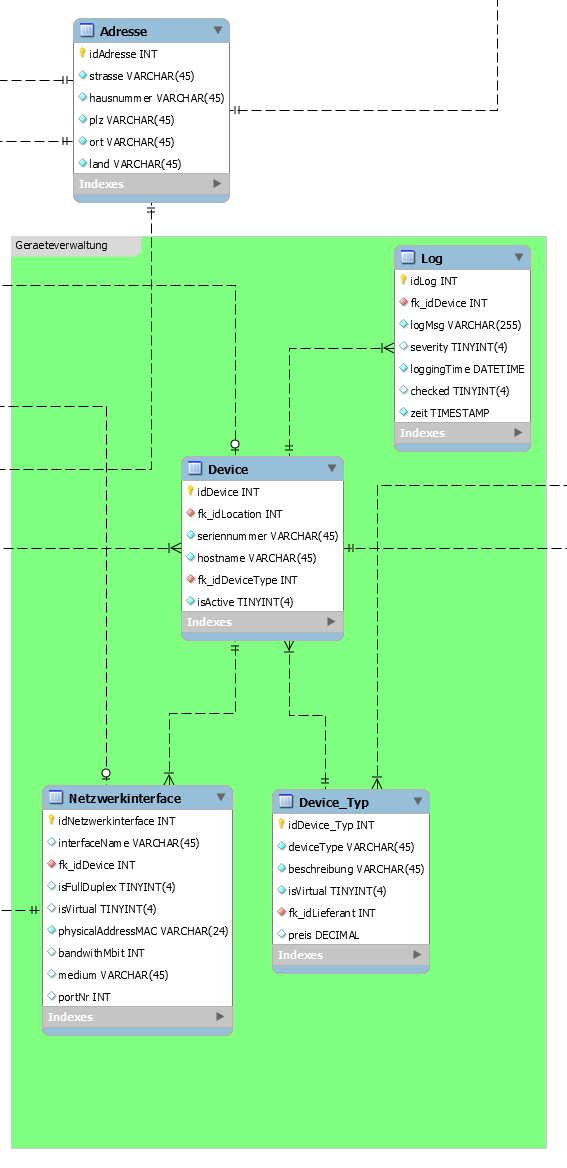 Adresse
idAdresse INT
strasse VARCHAR(45)
hausnummer VARCHAR(45)
plz VARCHAR(45)
ort VARCHAR(45)
land VARCHAR(45)
Indexes
Geraeteverwaltung
Log
idLog INT
fk_idDevice INT
logMsg VARCHAR(255)
severity TINYINT(4)
loggingTime DATETIME
checked TINYINT(4)
zeit TIMESTAMP
Indexes
Device
idDevice INT
fk_idLocation INT
seriennummer VARCHAR(45)
hostname VARCHAR(45)
fk_idDeviceType INT
isActive TINYINT(4)
Indexes
Netzwerkinterface
idNetzwerkinterface INT
interfaceName VARCHAR(45)
fk_idDevice INT
isFullDuplex TINYINT(4)
isVirtual TINYINT(4)
physicalAddressMAC VARCHAR(24)
bandwithMbit INT
medium VARCHAR(45)
portNr INT
Indexes
Device_Typ
idDevice_Typ INT
deviceType VARCHAR(45)
beschreibung VARCHAR(45)
isVirtual TINYINT(4)
fk_idLieferant INT
preis DECIMAL
Indexes